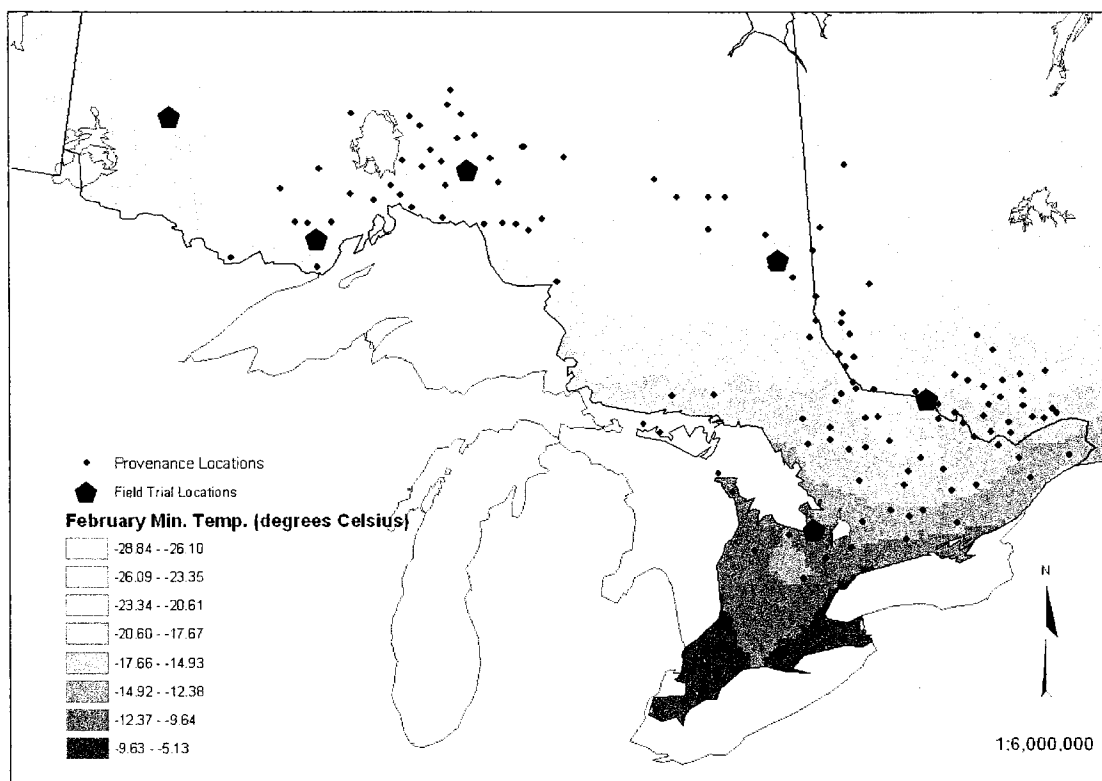 Provenance Locations
Field Trial Locations
February Min. Temp. (degrees Celsius)
-28.84 - -26.10
-26.09 - -23.35
-23.34 - -20.61
-20.60 - -17.67
-17.66 - -14.93
-14.92 - -12.38
-12.37 - -9.64
-9.63 - -5.13
N
1:6,000,000